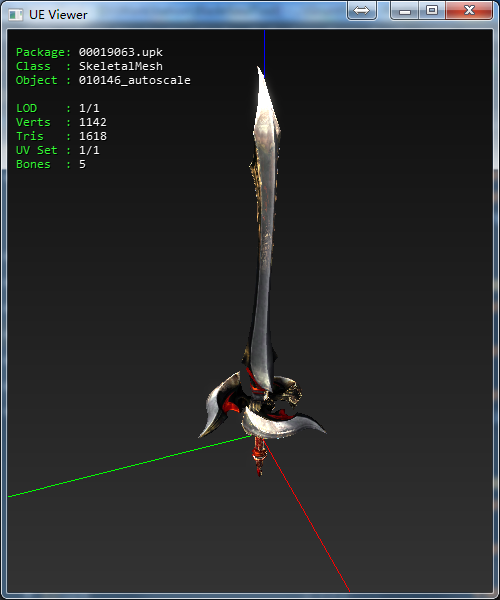 UE Viewer
Package: 00019063.upk
Class : SkeletalMesh
Object : 010146_autoscale
LOD : 1/1
Verts : 1142
Tris : 1618
UV Set : 1/1
Bones : 5